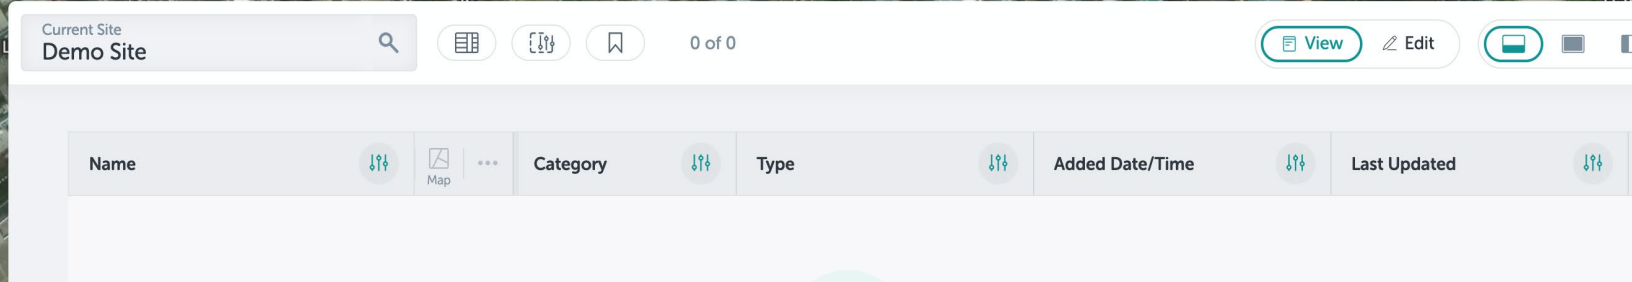 Current Site
Demo Site
0 of 0
View
Edit
Name
Map
Category
Type
Added Date/Time
Last Updated